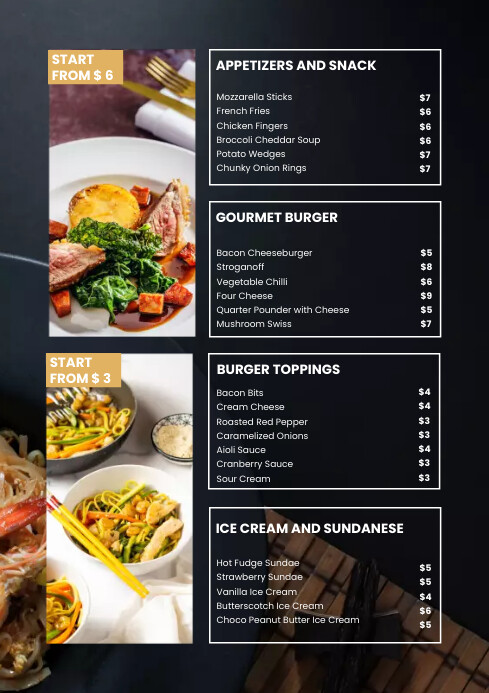 START
FROM $ 6
APPETIZERS AND SNACK
Mozzarella Sticks $7
French Fries $6
Chicken Fingers $6
Broccoli Cheddar Soup $6
Potato Wedges $7
Chunky Onion Rings $7
GOURMET BURGER
Bacon Cheeseburger $5
Stroganoff $8
Vegetable Chilli $6
Four Cheese $9
Quarter Pounder with Cheese $5
Mushroom Swiss $7
START
FROM $ 3
BURGER TOPPINGS
Bacon Bits $4
Cream Cheese $4
Roasted Red Pepper $3
Caramelized Onions $3
Aioli Sauce $4
Cranberry Sauce $3
Sour Cream $3
ICE CREAM AND SUNDANESE
Hot Fudge Sundae $5
Strawberry Sundae $5
Vanilla Ice Cream $4
Butterscotch Ice Cream $6
Choco Peanut Butter Ice Cream $5